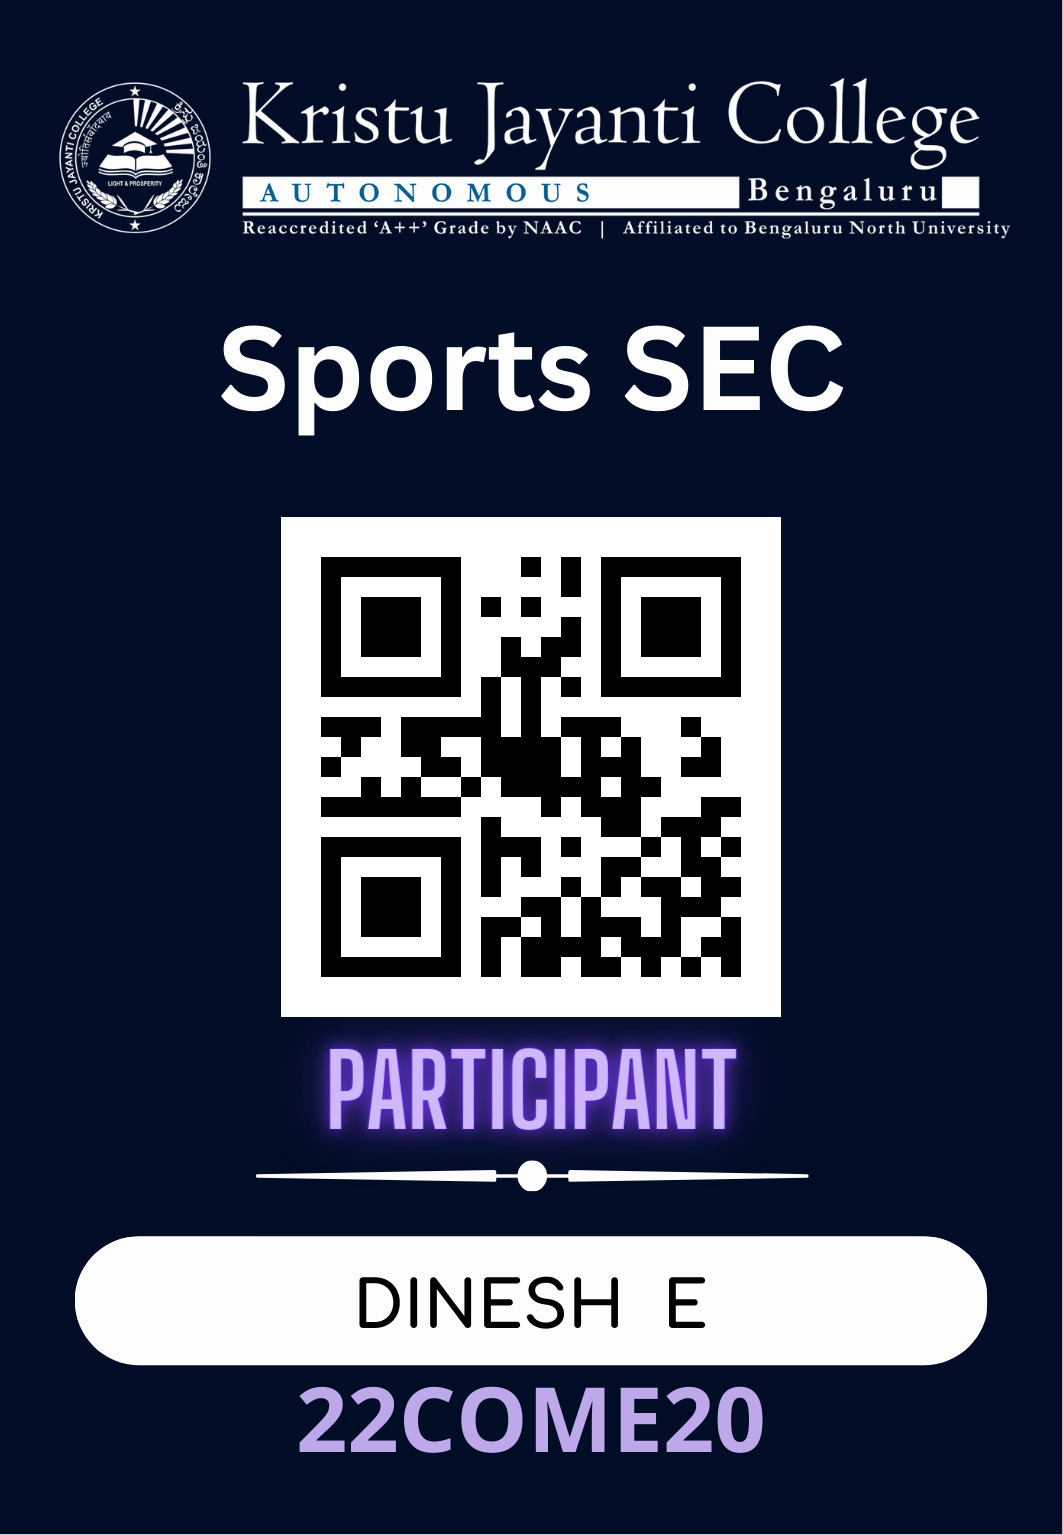 KRISTU JAYANTI COLLEGE
LIGHT & PROSPERITY
Kristu Jayanti College
AUTONOMOUS Bengaluru
Reaccredited ‘A++’ Grade by NAAC | Affiliated to Bengaluru North University
Sports SEC
PARTICIPANT
DINESH E
22COME20